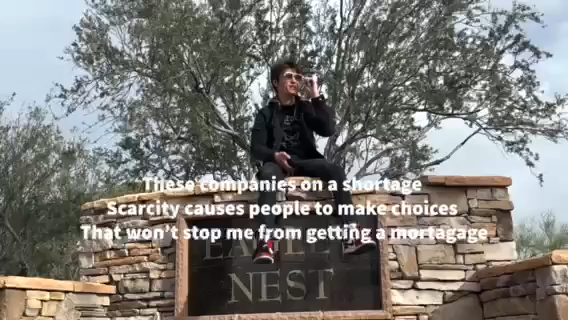 These companies on a shortage
Scarcity causes people to make choices
That won't stop me from getting a mortagage
NEST